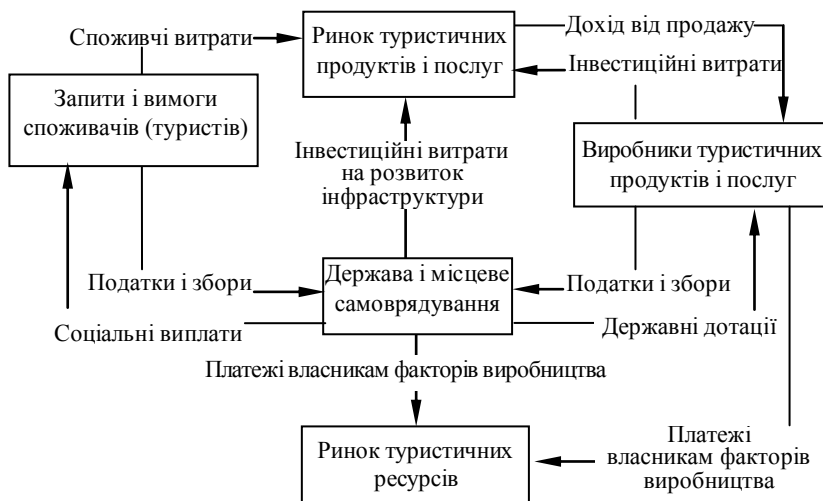 Споживчі витрати
Ринок туристичних
продуктів і послуг
Дохід від продажу
Інвестиційні витрати
Запити і вимоги
споживачів (туристів)
Інвестиційні витрати
на розвиток
інфраструктури
Виробники туристичних
продуктів і послуг
Податки і збори
Держава і місцеве
самоврядування
Податки і збори
Соціальні виплати
Державні дотації
Платежі власникам факторів виробництва
Ринок туристичних
ресурсів
Платежі
власникам факторів
виробництва